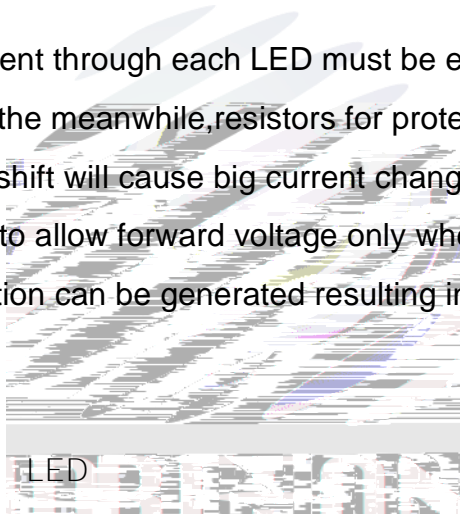 ent through each LED must be e
the meanwhile,resistors for prote
shift will cause big current chang
to allow forward voltage only whe
tion can be generated resulting in
LED